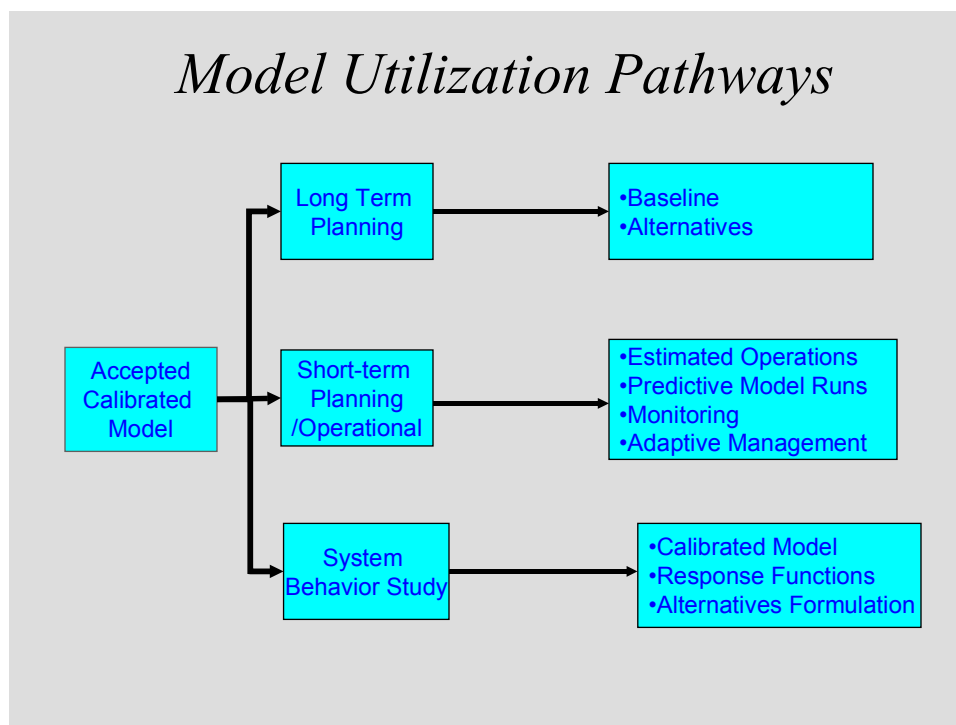 Model Utilization Pathways
Long Term
Planning
•Baseline
•Alternatives
Accepted
Calibrated
Model
Short-term
Planning
/Operational
•Estimated Operations
•Predictive Model Runs
•Monitoring
•Adaptive Management
System
Behavior Study
•Calibrated Model
•Response Functions
•Alternatives Formulation